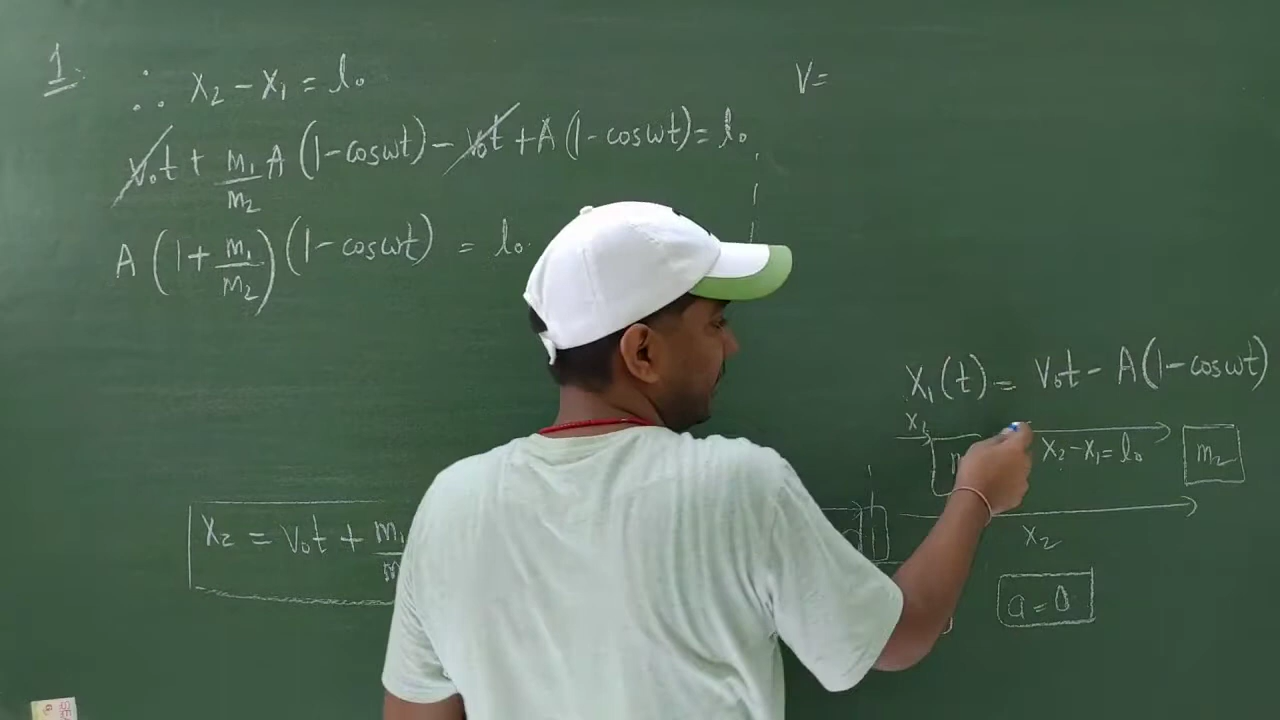 1.
∴ x₂ - x₁ = l₀
V₀t + m₁/m₂ A (1-cosωt) - V₀t + A (1-cosωt) = l₀.
A (1 + m₁/m₂) (1-cosωt) = l₀.
V=
x₁(t) = V₀t - A(1-cosωt)
x₁
x₂-x₁=l₀
m₂
x₂
x₂ = V₀t + m₁
a = 0